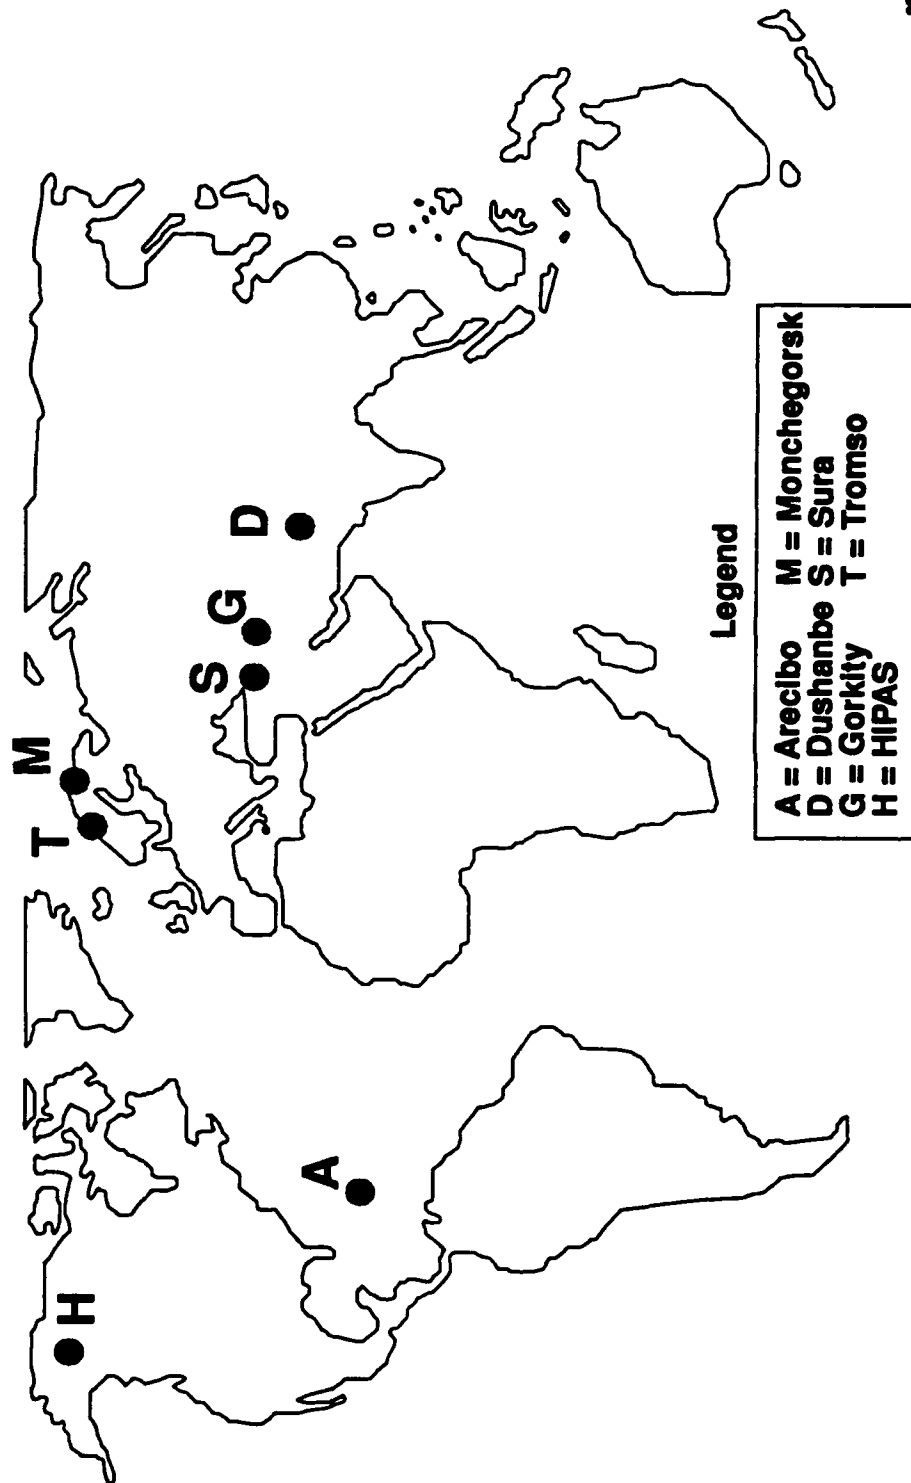 M
T
S
G
D
H
A
Legend
A = Arecibo M = Monchegorsk
D = Dushanbe S = Sura
G = Gorkity T = Tromso
H = HIPAS